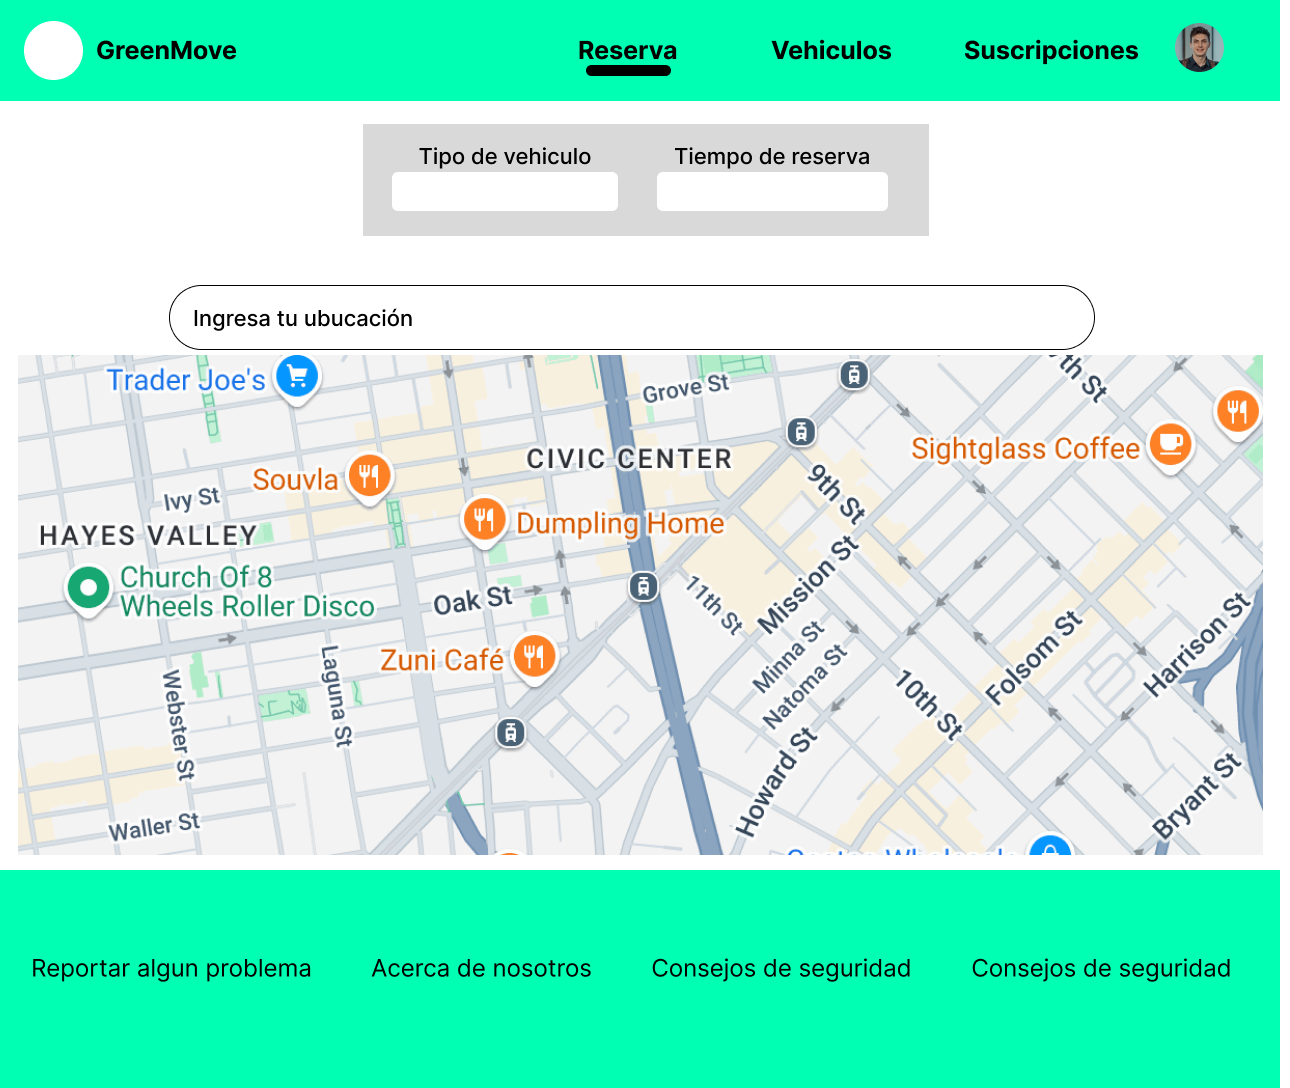 GreenMove
Reserva
Vehiculos
Suscripciones
Tipo de vehiculo
Tiempo de reserva
Ingresa tu ubucación
Trader Joe's
Grove St
Sightglass Coffee
CIVIC CENTER
Souvla
Ivy St
9th St
HAYES VALLEY
Dumpling Home
Church Of 8
Wheels Roller Disco
Oak St
11th St
Mission St
Zuni Café
Minna St
Natoma St
Folsom St
Harrison St
10th St
Webster St
Laguna St
Howard St
Bryant St
Waller St
Reportar algun problema
Acerca de nosotros
Consejos de seguridad
Consejos de seguridad